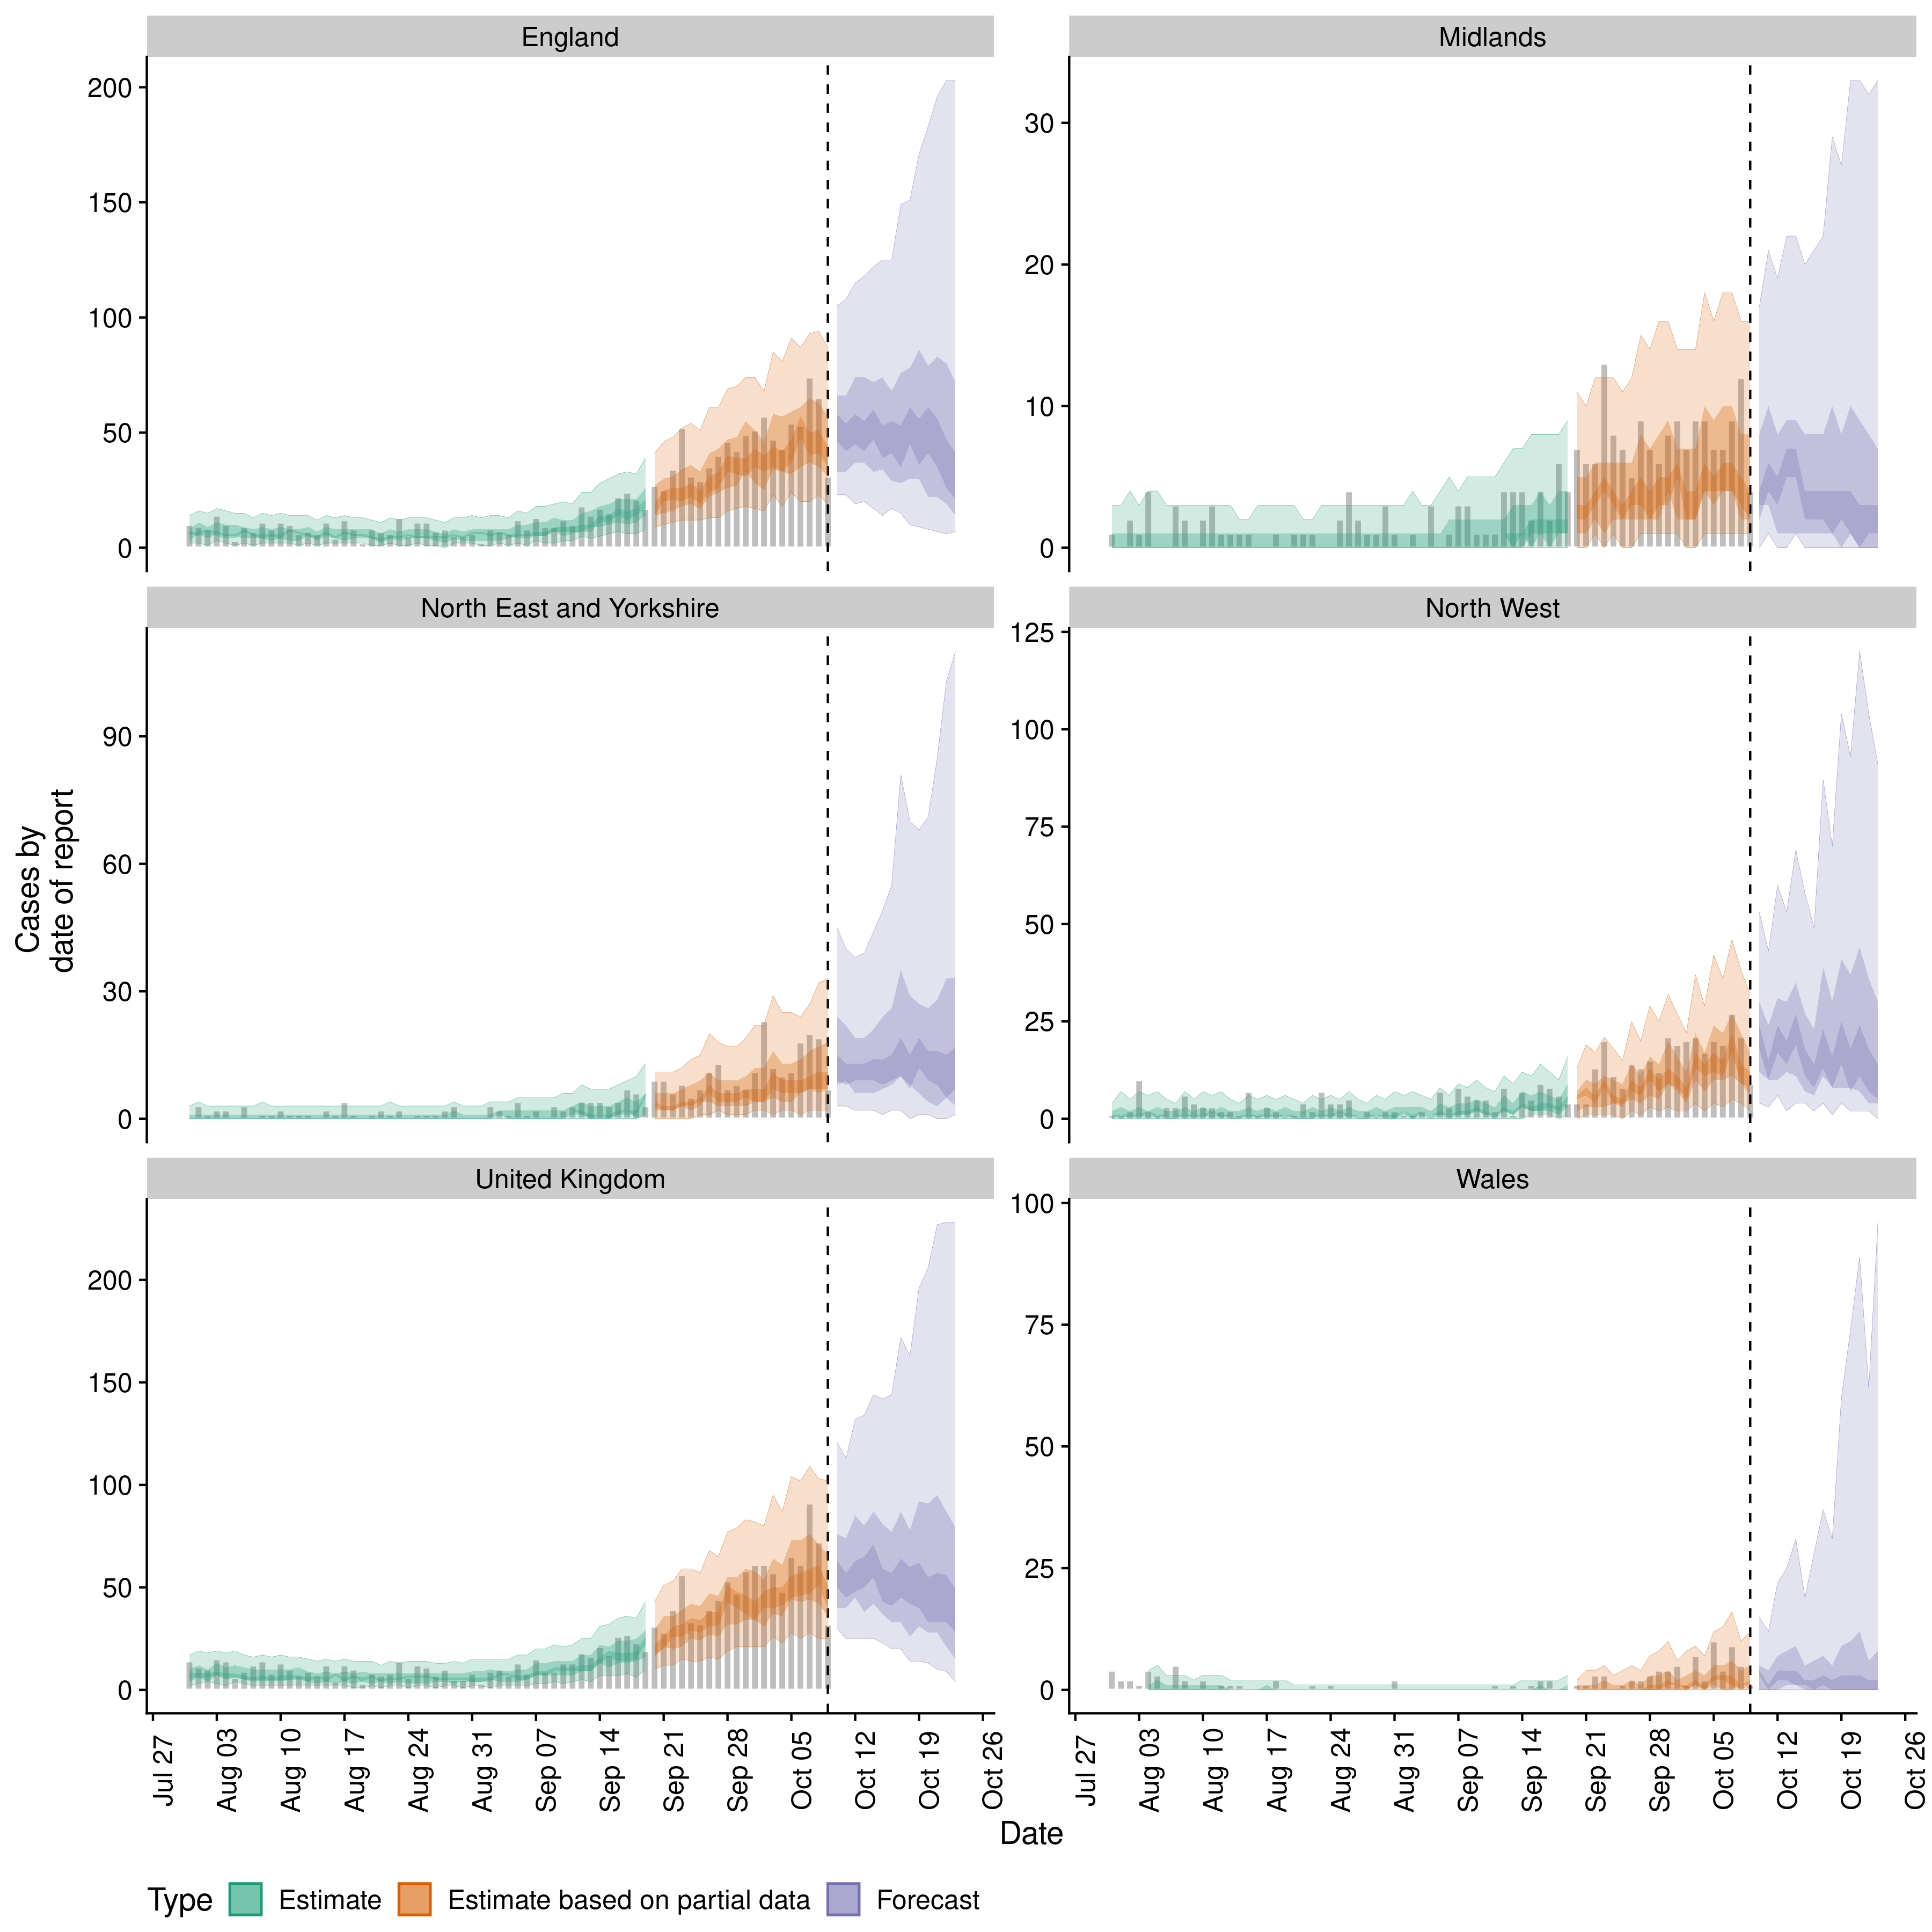 England
Midlands
200
150
100
50
0
30
20
10
0
North East and Yorkshire
North West
90
60
30
0
125
100
75
50
25
0
United Kingdom
Wales
200
150
100
50
0
100
75
50
25
0
Cases by
date of report
Jul 27
Aug 03
Aug 10
Aug 17
Aug 24
Aug 31
Sep 07
Sep 14
Sep 21
Sep 28
Oct 05
Oct 12
Oct 19
Oct 26
Jul 27
Aug 03
Aug 10
Aug 17
Aug 24
Aug 31
Sep 07
Sep 14
Sep 21
Sep 28
Oct 05
Oct 12
Oct 19
Oct 26
Date
Type Estimate Estimate based on partial data Forecast